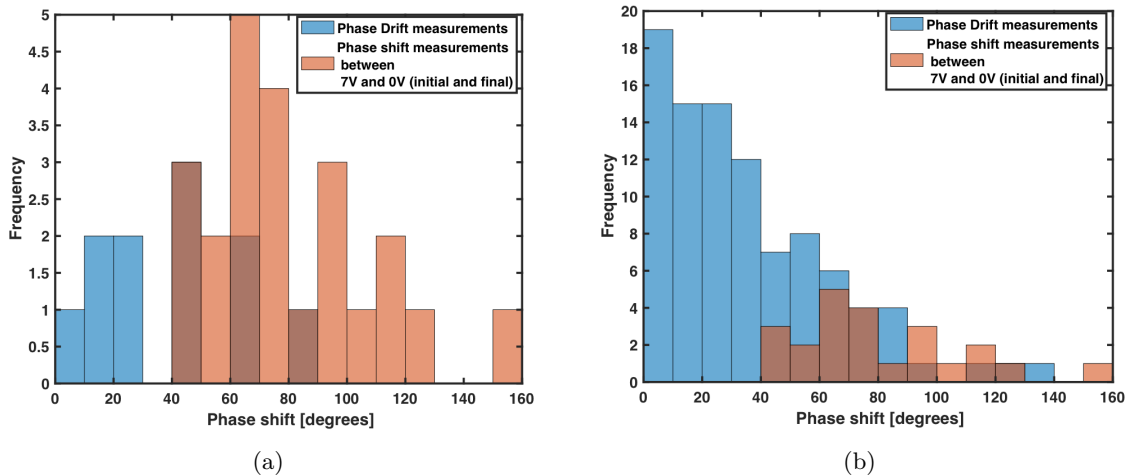 5
4.5
4
3.5
3
2.5
2
1.5
1
0.5
0
Frequency
Phase Drift measurements
Phase shift measurements
between
7V and 0V (initial and final)
0 20 40 60 80 100 120 140 160
Phase shift [degrees]
(a)
20
18
16
14
12
10
8
6
4
2
0
Frequency
Phase Drift measurements
Phase shift measurements
between
7V and 0V (initial and final)
0 20 40 60 80 100 120 140 160
Phase shift [degrees]
(b)